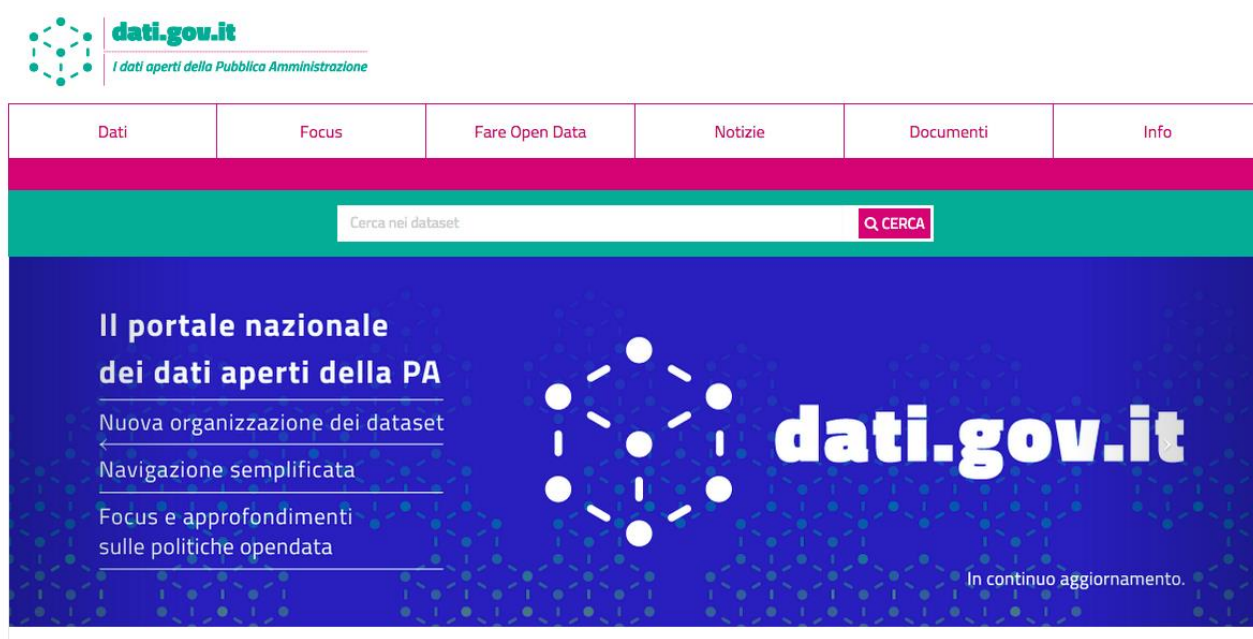 dati.gov.it
I dati aperti della Pubblica Amministrazione
Dati Focus Fare Open Data Notizie Documenti Info
Cerca nei dataset CERCA
Il portale nazionale
dei dati aperti della PA
Nuova organizzazione dei dataset
Navigazione semplificata
Focus e approfondimenti
sulle politiche opendata
dati.gov.it
In continuo aggiornamento.